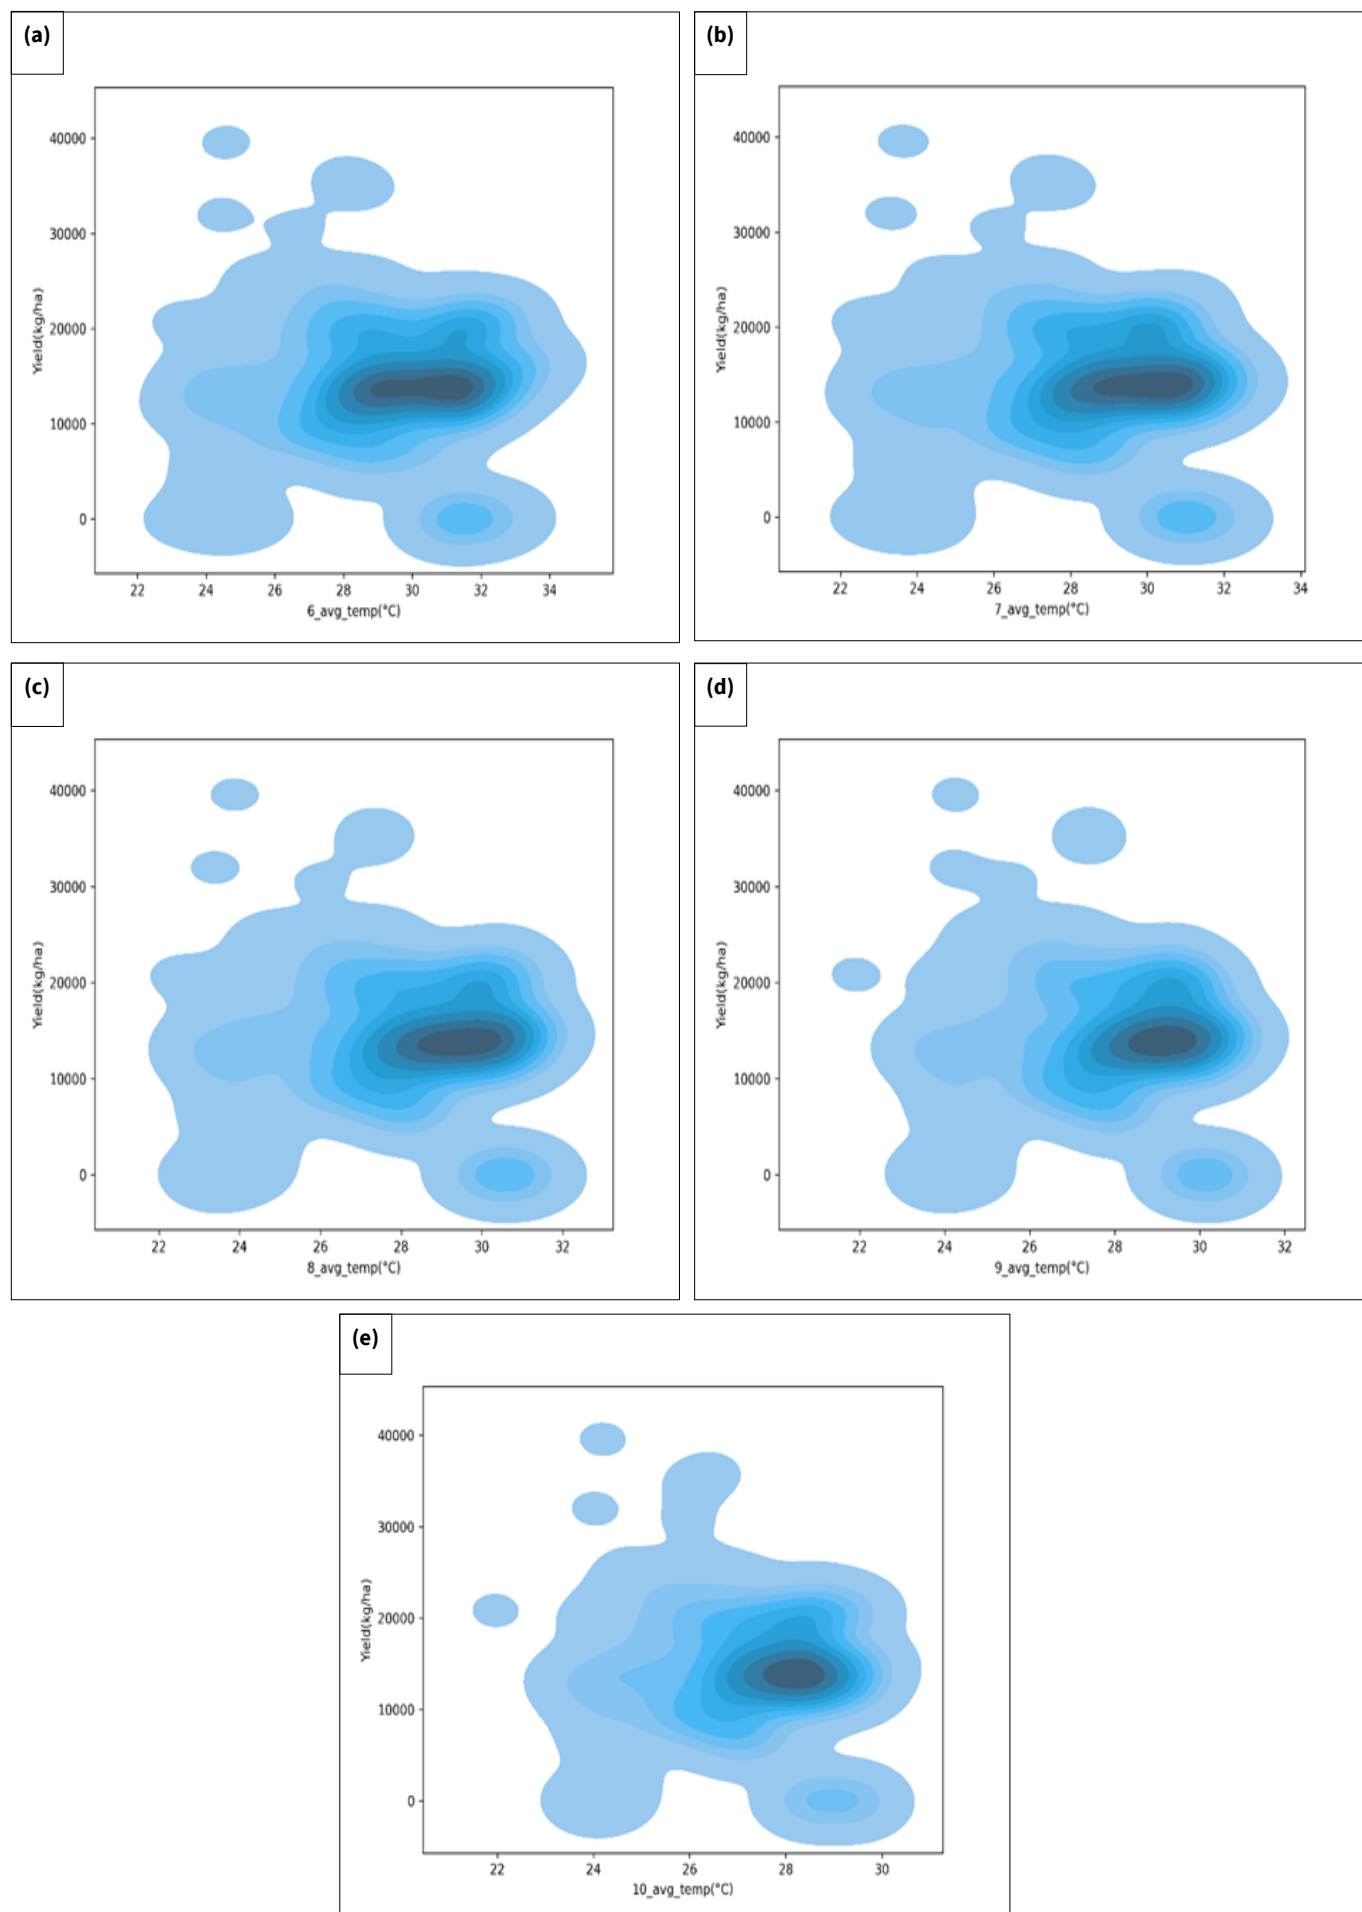 (a)
40000
30000
20000
10000
0
Yield(kg/ha)
22 24 26 28 30 32 34
6_avg_temp(°C)
(b)
40000
30000
20000
10000
0
Yield(kg/ha)
22 24 26 28 30 32 34
7_avg_temp(°C)
(c)
40000
30000
20000
10000
0
Yield(kg/ha)
22 24 26 28 30 32
8_avg_temp(°C)
(d)
40000
30000
20000
10000
0
Yield(kg/ha)
22 24 26 28 30 32
9_avg_temp(°C)
(e)
40000
30000
20000
10000
0
Yield(kg/ha)
22 24 26 28 30
10_avg_temp(°C)